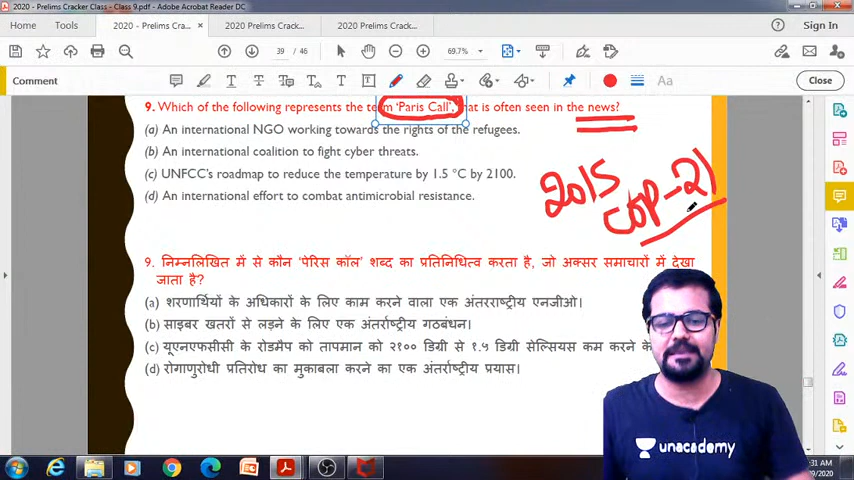 2020 - Prelims Cracker Class - Class 9.pdf - Adobe Acrobat Reader DC
File Edit View Window Help
Home Tools 2020 - Prelims Cra... × 2020 - Prelims Crack... 2020 - Prelims Crack... Sign In
39 / 46 69.7%
Comment Close
9. Which of the following represents the term 'Paris Call', that is often seen in the news?
(a) An international NGO working towards the rights of the refugees.
(b) An international coalition to fight cyber threats.
(c) UNFCC's roadmap to reduce the temperature by 1.5 °C by 2100.
(d) An international effort to combat antimicrobial resistance.
2015
COP-21
9. निम्नलिखित में से कौन 'पेरिस कॉल' शब्द का प्रतिनिधित्व करता है, जो अक्सर समाचारों में देखा
जाता है?
(a) शरणार्थियों के अधिकारों के लिए काम करने वाला एक अंतरराष्ट्रीय एनजीओ।
(b) साइबर खतरों से लड़ने के लिए एक अंतर्राष्ट्रीय गठबंधन।
(c) यूएनएफसीसी के रोडमैप को तापमान को २१०० डिग्री से १.५ डिग्री सेल्सियस कम करने के
(d) रोगाणुरोधी प्रतिरोध का मुकाबला करने का एक अंतर्राष्ट्रीय प्रयास।
unacademy